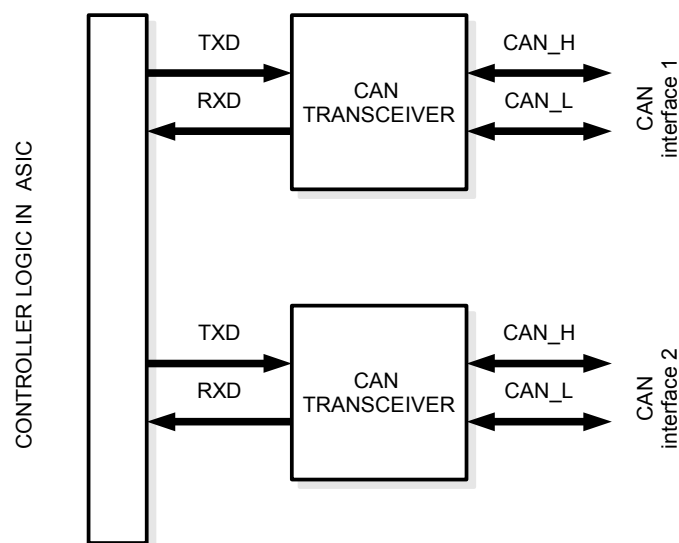 CONTROLLER LOGIC IN ASIC
TXD
RXD
CAN
TRANSCEIVER
CAN_H
CAN_L
CAN
interface 1
TXD
RXD
CAN
TRANSCEIVER
CAN_H
CAN_L
CAN
interface 2